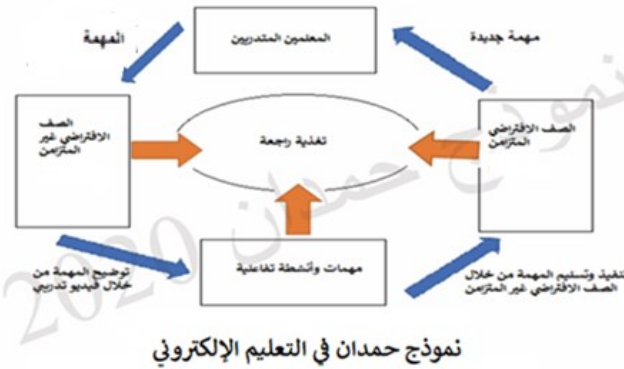 مهمة جديدة
المعلمين المتدربين
المهمة
الصف
الافتراضي
المتزامن
تغذية راجعة
الصف
الافتراضي غير
المتزامن
تنفيذ وتسليم المهمة من خلال
الصف الافتراضي غير المتزامن
مهمات وأنشطة تفاعلية
توضيح المهمة من
خلال فيديو تدريبي
نموذج حمدان 2020
نموذج حمدان في التعليم الإلكتروني